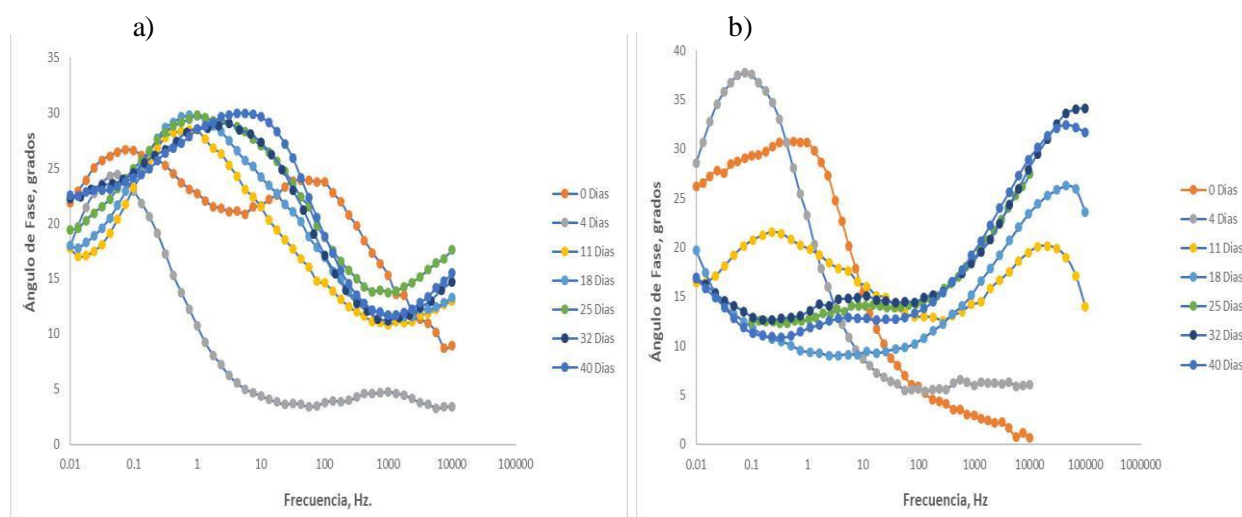 a)
35
30
25
20
15
10
5
0
Ángulo de Fase, grados
0.01 0.1 1 10 100 1000 10000 100000
Frecuencia, Hz.
0 Dias
4 Dias
11 Dias
18 Dias
25 Dias
32 Dias
40 Dias
b)
40
35
30
25
20
15
10
5
0
Ángulo de Fase, grados
0.01 0.1 1 10 100 1000 10000 100000 1000000
Frecuencia, Hz
0 Dias
4 Dias
11 Dias
18 Dias
25 Dias
32 Dias
40 Dias